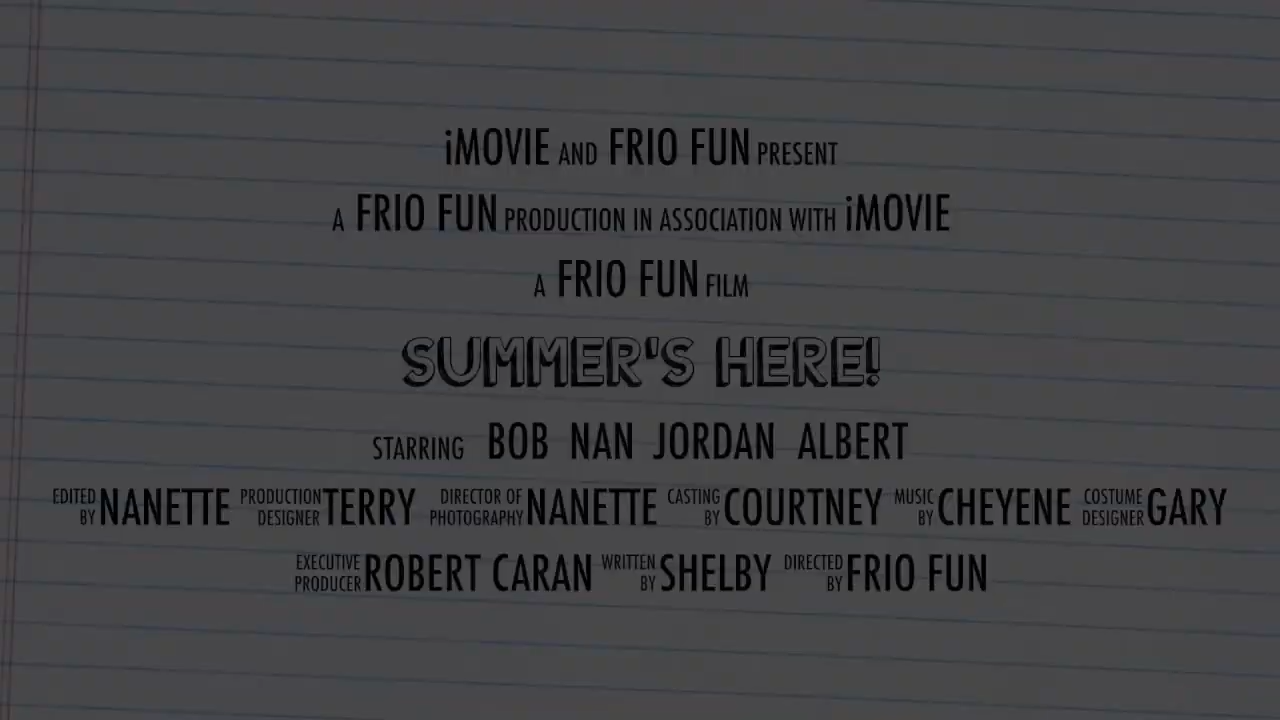 iMOVIE AND FRIO FUN PRESENT
A FRIO FUN PRODUCTION IN ASSOCIATION WITH iMOVIE
A FRIO FUN FILM
SUMMER'S HERE!
STARRING BOB NAN JORDAN ALBERT
EDITED BY NANETTE PRODUCTION DESIGNER TERRY DIRECTOR OF PHOTOGRAPHY NANETTE CASTING BY COURTNEY MUSIC BY CHEYENE COSTUME DESIGNER GARY
EXECUTIVE PRODUCER ROBERT CARAN WRITTEN BY SHELBY DIRECTED BY FRIO FUN